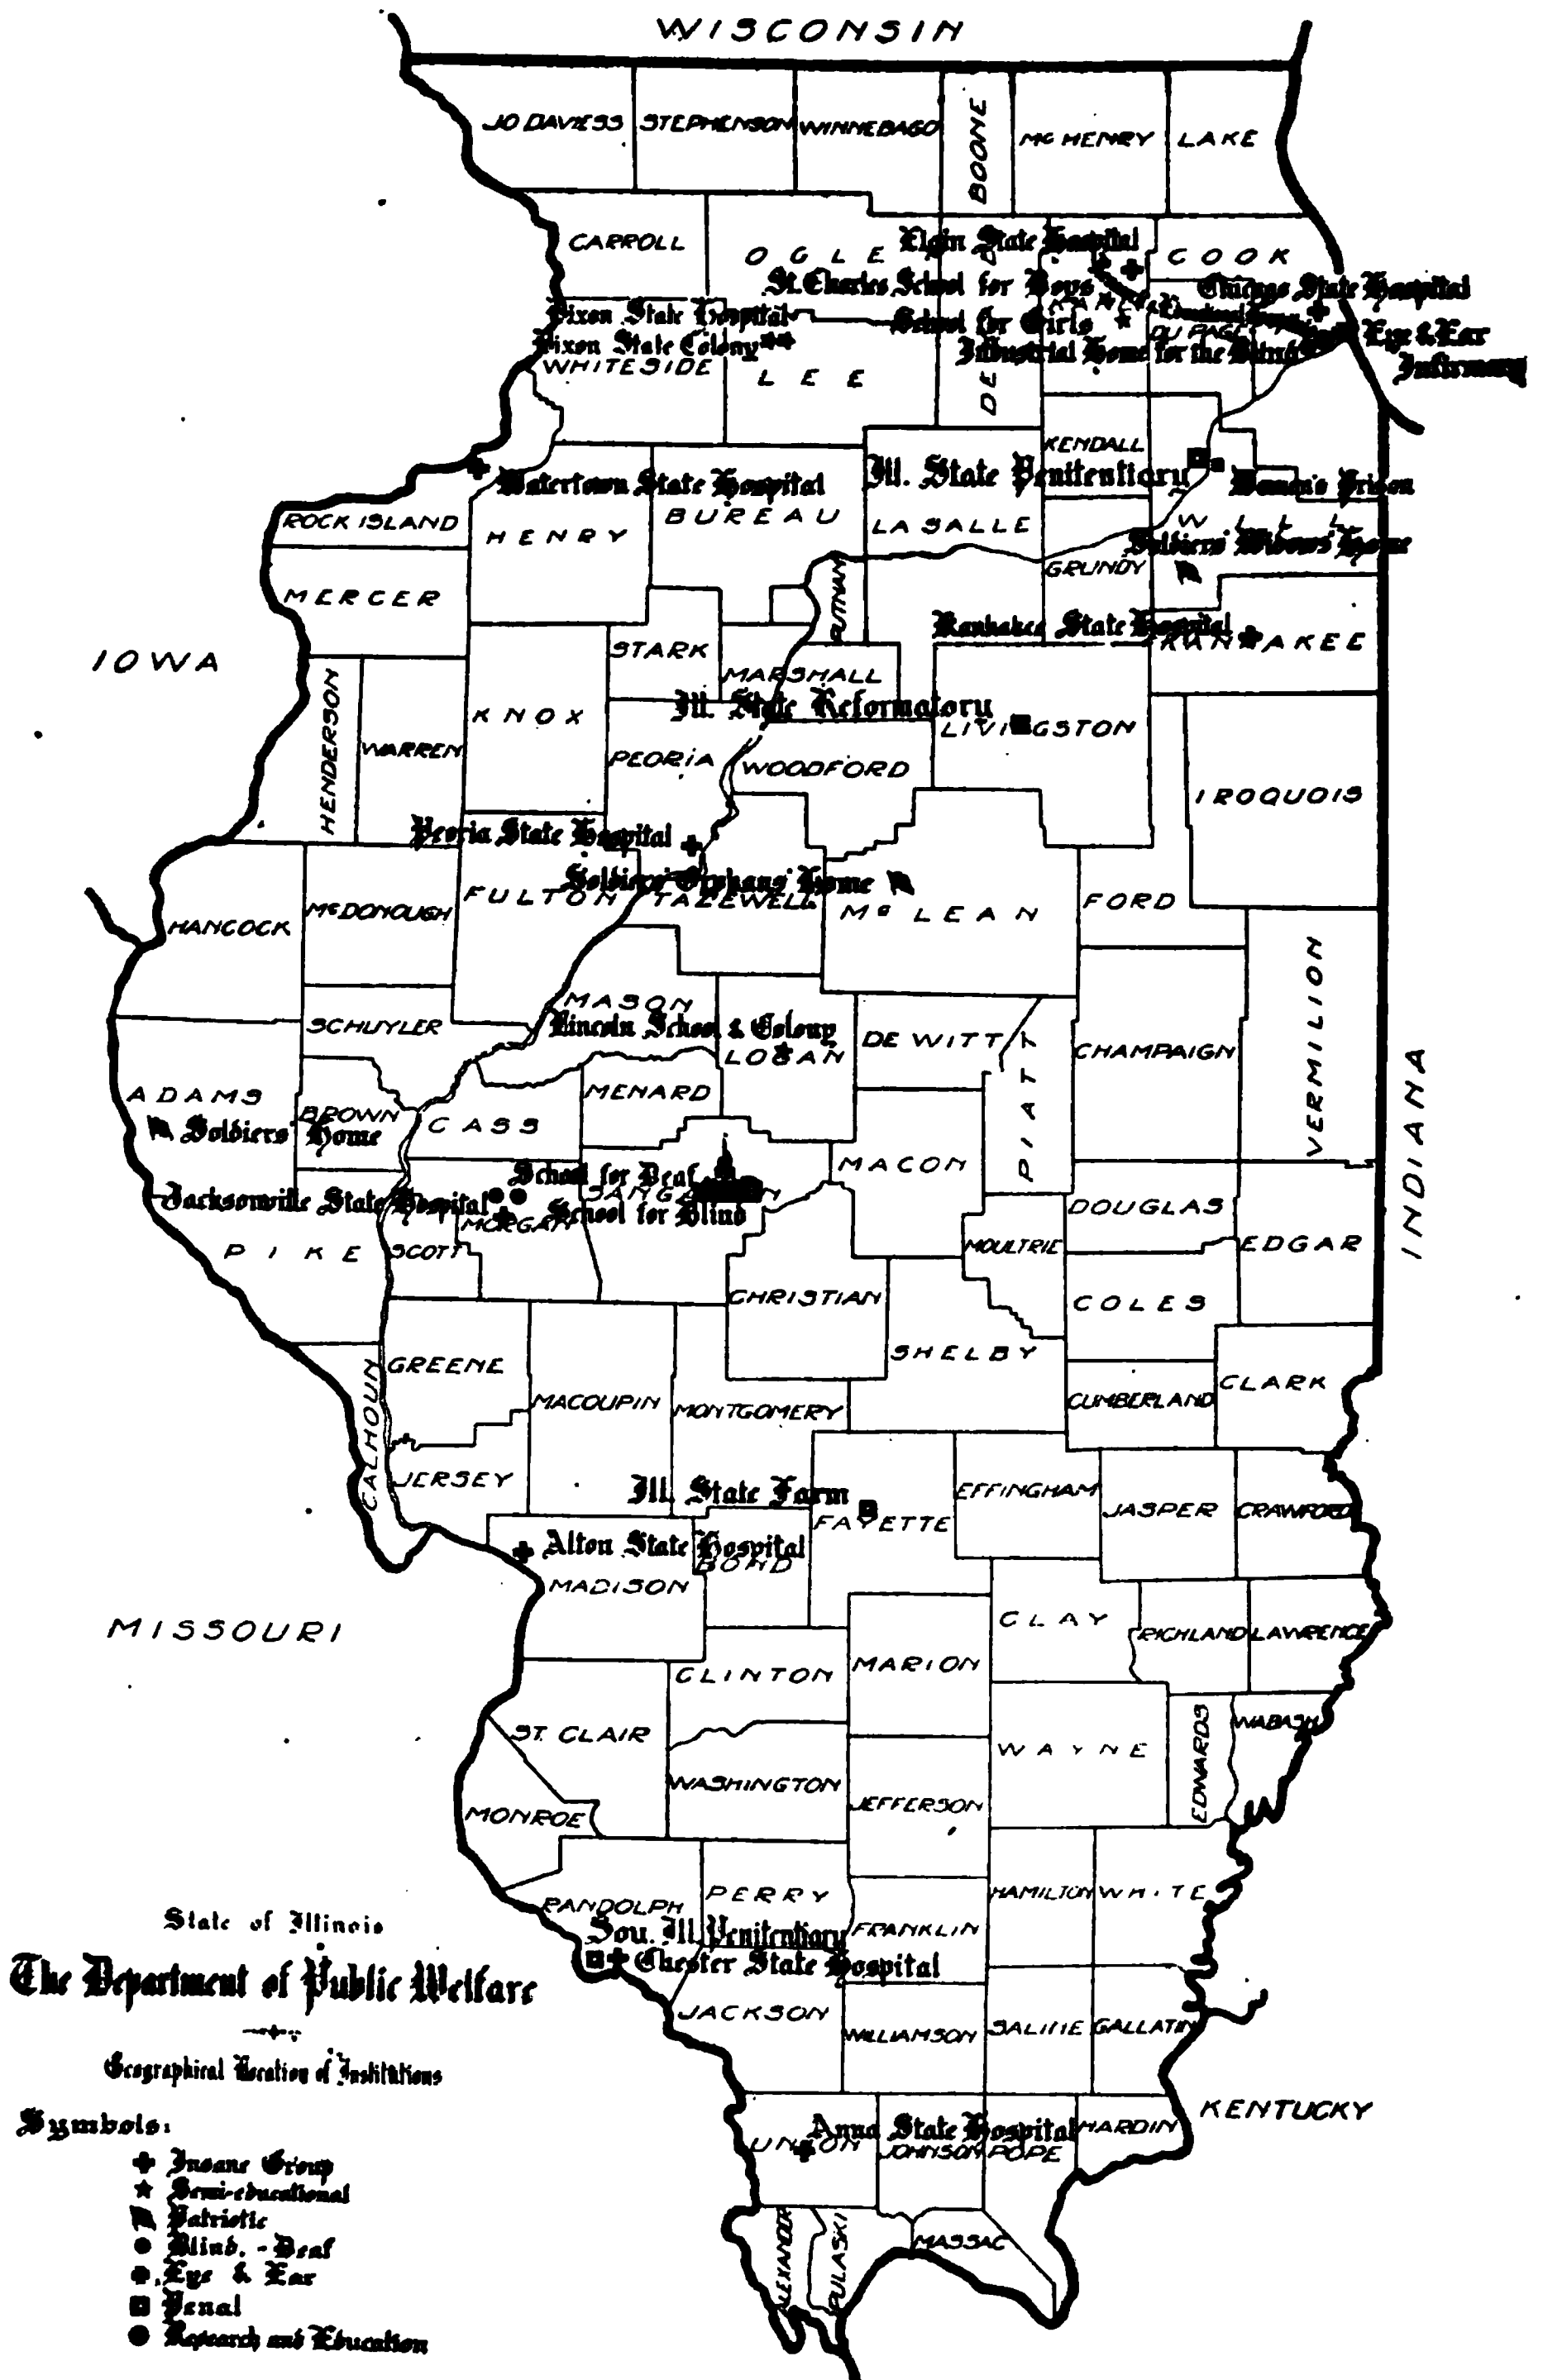 WISCONSIN
JO DAVIESS
STEPHENSON
WINNEBAGO
BOONE
McHENRY
LAKE
CARROLL
OGLE
Elgin State Hospital
COOK
St. Charles School for Boys
KANE
Chicago State Hospital
Dixon State Hospital
School for Girls
DU PAGE
Eye & Ear
Infirmary
Dixon State Colony
Industrial Home for the Blind
WHITESIDE
LEE
DE
KENDALL
Watertown State Hospital
Ill. State Penitentiary
Women's Prison
ROCK ISLAND
HENRY
BUREAU
LA SALLE
WILL
Soldiers' Widows' Home
GRUNDY
MERCER
PUTNAM
Kankakee State Hospital
KANKAKEE
IOWA
STARK
MARSHALL
HENDERSON
WARREN
KNOX
Ill. State Reformatory
LIVINGSTON
PEORIA
WOODFORD
IROQUOIS
Peoria State Hospital
Soldiers' Orphans' Home
HANCOCK
McDONOUGH
FULTON
TAZEWELL
McLEAN
FORD
VERMILION
MASON
SCHUYLER
Lincoln School & Colony
LOGAN
DE WITT
PIATT
CHAMPAIGN
INDIANA
ADAMS
BROWN
CASS
MENARD
Soldiers' Home
MACON
School for Deaf
Jacksonville State Hospital
SANGAMON
School for Blind
MORGAN
DOUGLAS
PIKE
SCOTT
MOULTRIE
EDGAR
CHRISTIAN
COLES
GREENE
SHELBY
CALHOUN
MACOUPIN
MONTGOMERY
CUMBERLAND
CLARK
JERSEY
Ill. State Farm
FAYETTE
EFFINGHAM
JASPER
CRAWFORD
Alton State Hospital
BOND
MADISON
MISSOURI
CLAY
RICHLAND
LAWRENCE
CLINTON
MARION
ST. CLAIR
WAYNE
EDWARDS
WABASH
WASHINGTON
JEFFERSON
MONROE
RANDOLPH
PERRY
HAMILTON
WHITE
Sou. Ill. Penitentiary
FRANKLIN
Chester State Hospital
JACKSON
WILLIAMSON
SALINE
GALLATIN
KENTUCKY
Anna State Hospital
UNION
JOHNSON
POPE
HARDIN
ALEXANDER
PULASKI
MASSAC
State of Illinois
The Department of Public Welfare
Geographical Location of Institutions
Symbols:
Insane Group
Semi-educational
Patriotic
Blind. - Deaf
Eye & Ear
Penal
Research and Education